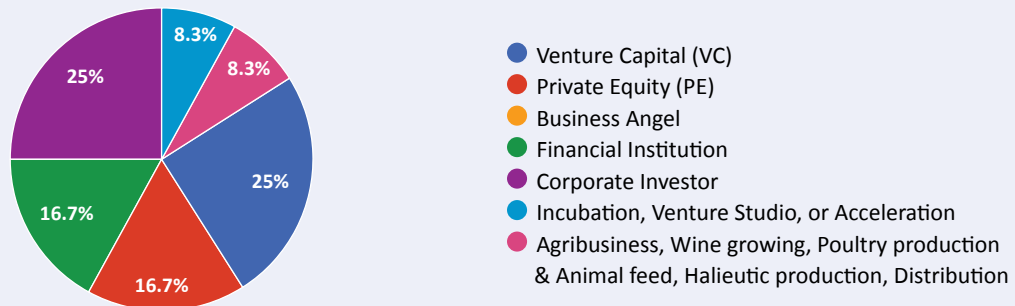 8.3%
8.3%
25%
25%
16.7%
16.7%
Venture Capital (VC)
Private Equity (PE)
Business Angel
Financial Institution
Corporate Investor
Incubation, Venture Studio, or Acceleration
Agribusiness, Wine growing, Poultry production
& Animal feed, Halieutic production, Distribution